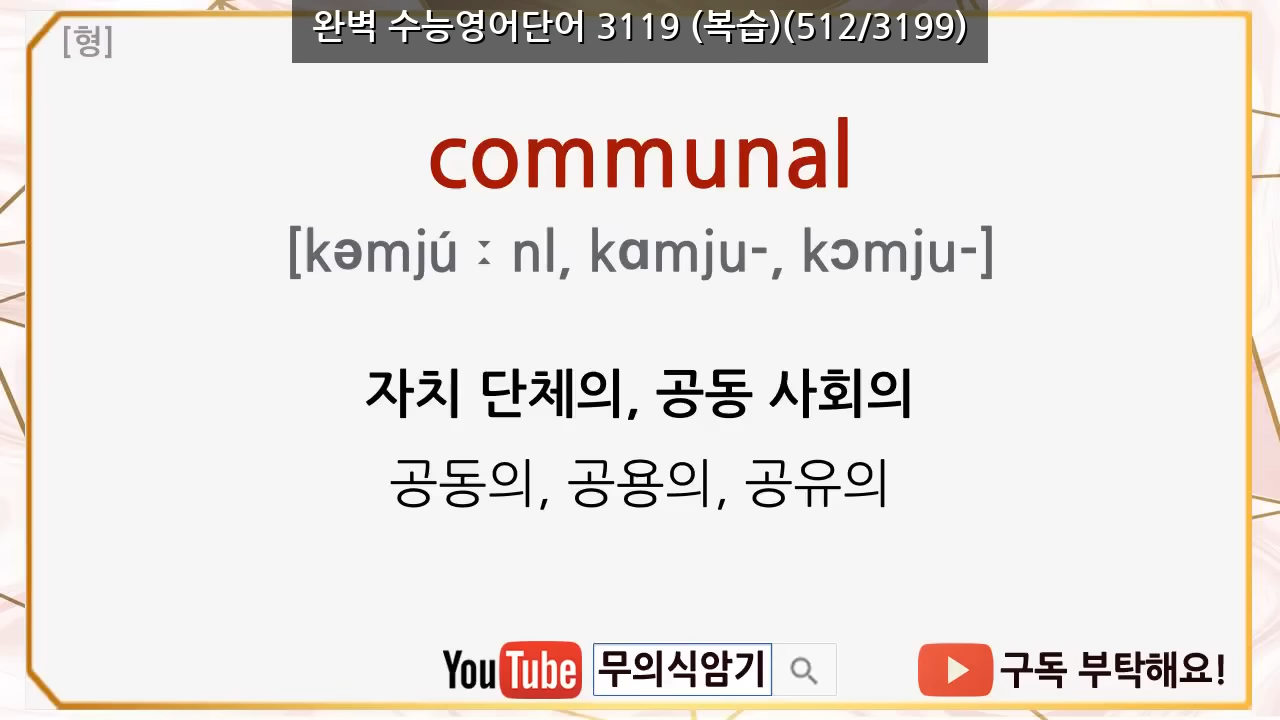 완벽 수능영어단어 3119 (복습)(512/3199)
[형]
communal
[kəmjúːnl, kɑmju-, kɔmju-]
자치 단체의, 공동 사회의
공동의, 공용의, 공유의
YouTube 무의식암기 구독 부탁해요!